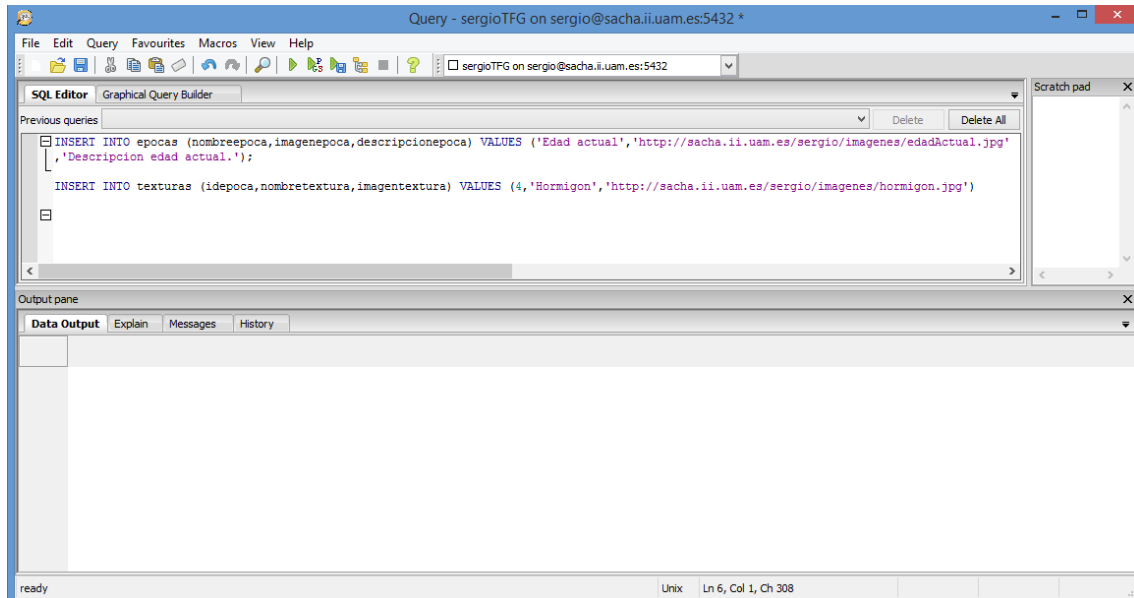 Query - sergioTFG on sergio@sacha.ii.uam.es:5432 *
File Edit Query Favourites Macros View Help
sergioTFG on sergio@sacha.ii.uam.es:5432
SQL Editor Graphical Query Builder
Scratch pad
Previous queries Delete Delete All
INSERT INTO epocas (nombreepoca,imagenepoca,descripcionepoca) VALUES ('Edad actual','http://sacha.ii.uam.es/sergio/imagenes/edadActual.jpg'
,'Descripcion edad actual.');
INSERT INTO texturas (idepoca,nombretextura,imagentextura) VALUES (4,'Hormigon','http://sacha.ii.uam.es/sergio/imagenes/hormigon.jpg')
Output pane
Data Output Explain Messages History
ready Unix Ln 6, Col 1, Ch 308